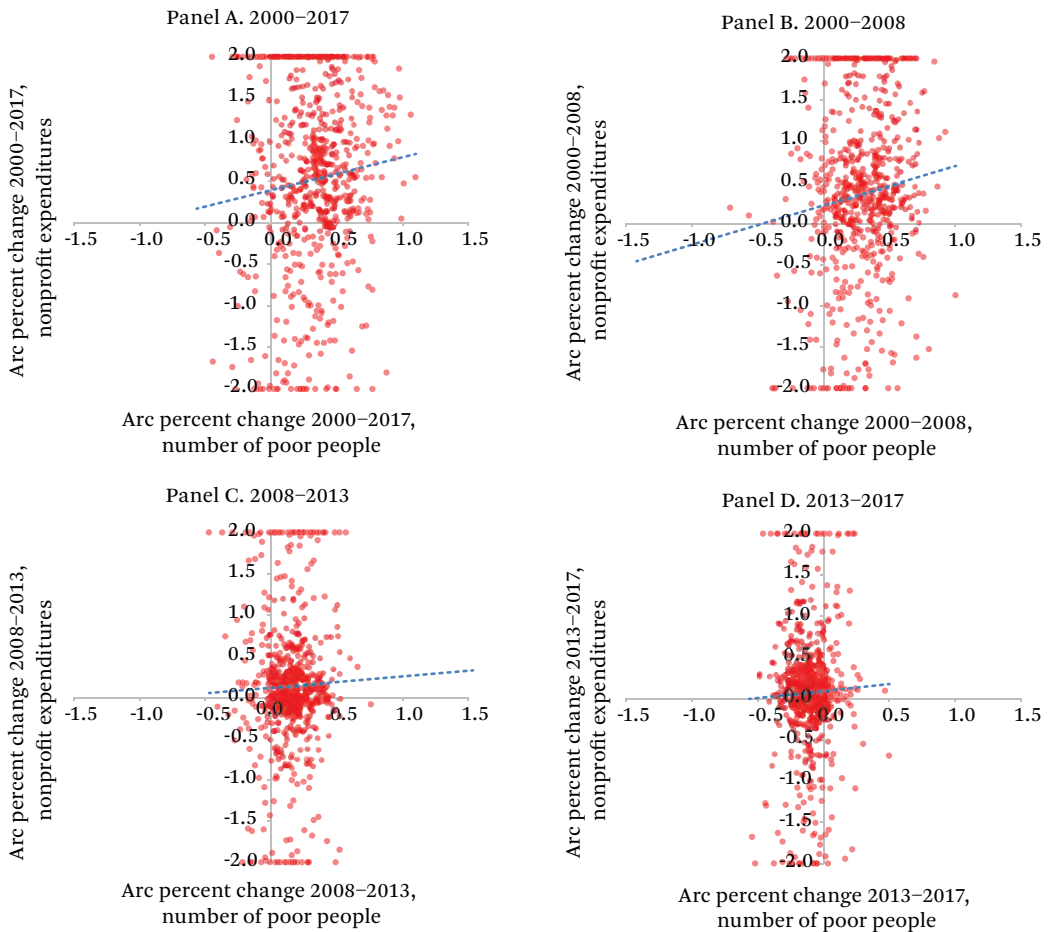 Panel A. 2000–2017
Arc percent change 2000–2017,
nonprofit expenditures
2.0
1.5
1.0
0.5
0.0
-0.5
-1.0
-1.5
-2.0
-1.5 -1.0 -0.5 0.0 0.5 1.0 1.5
Arc percent change 2000–2017,
number of poor people
Panel B. 2000–2008
Arc percent change 2000–2008,
nonprofit expenditures
2.0
1.5
1.0
0.5
0.0
-0.5
-1.0
-1.5
-2.0
-1.5 -1.0 -0.5 0.0 0.5 1.0 1.5
Arc percent change 2000–2008,
number of poor people
Panel C. 2008–2013
Arc percent change 2008–2013,
nonprofit expenditures
2.0
1.5
1.0
0.5
0.0
-0.5
-1.0
-1.5
-2.0
-1.5 -1.0 -0.5 0.0 0.5 1.0 1.5
Arc percent change 2008–2013,
number of poor people
Panel D. 2013–2017
Arc percent change 2013–2017,
nonprofit expenditures
2.0
1.5
1.0
0.5
0.0
-0.5
-1.0
-1.5
-2.0
-1.5 -1.0 -0.5 0.0 0.5 1.0 1.5
Arc percent change 2013–2017,
number of poor people